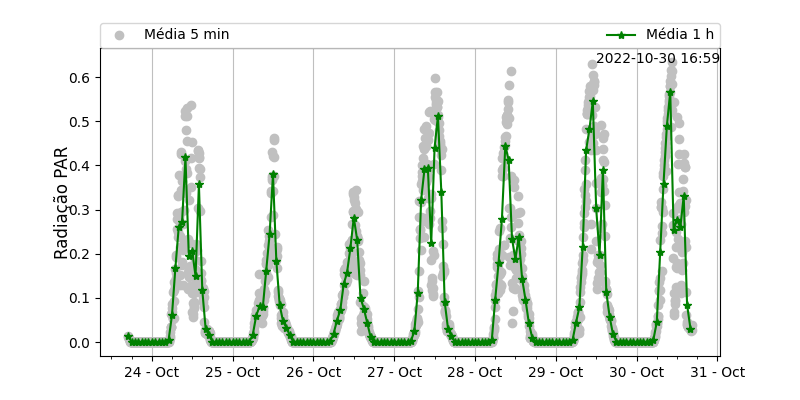 Média 5 min
Média 1 h
2022-10-30 16:59
Radiação PAR
0.6
0.5
0.4
0.3
0.2
0.1
0.0
24 - Oct
25 - Oct
26 - Oct
27 - Oct
28 - Oct
29 - Oct
30 - Oct
31 - Oct